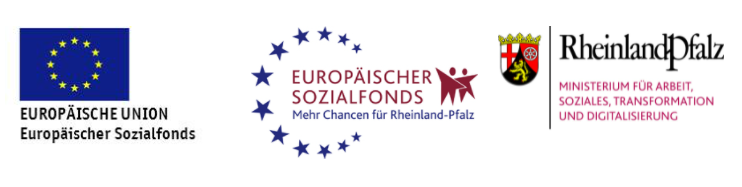 EUROPÄISCHE UNION
Europäischer Sozialfonds
EUROPÄISCHER
SOZIALFONDS
Mehr Chancen für Rheinland-Pfalz
RheinlandPfalz
MINISTERIUM FÜR ARBEIT,
SOZIALES, TRANSFORMATION
UND DIGITALISIERUNG